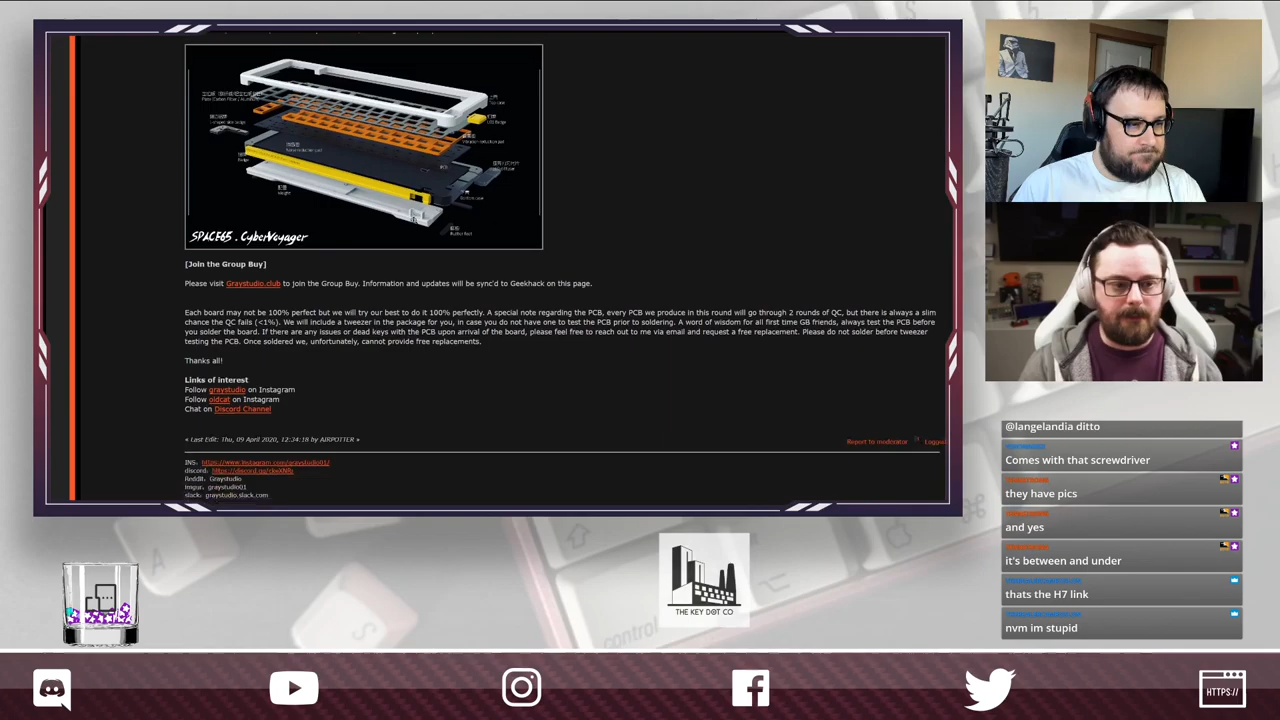 SPACE65 . CyberVoyager
[Join the Group Buy]
Please visit Graystudio.club to join the Group Buy. Information and updates will be sync'd to Geekhack on this page.
Each board may not be 100% perfect but we will try our best to do it 100% perfectly. A special note regarding the PCB, every PCB we produce in this round will go through 2 rounds of QC, but there is always a slim
chance the QC fails (<1%). We will include a tweezer in the package for you, in case you do not have one to test the PCB prior to soldering. A word of wisdom for all first time GB friends, always test the PCB before
you solder the board. If there are any issues or dead keys with the PCB upon arrival of the board, please feel free to reach out to me via email and request a free replacement. Please do not solder before tweezer
testing the PCB. Once soldered we, unfortunately, cannot provide free replacements.
Thanks all!
Links of interest
Follow graystudio on Instagram
Follow oldcat on Instagram
Chat on Discord Channel
« Last Edit: Thu, 09 April 2020, 12:34:18 by AIRPOTTER »
Report to moderator
INS: https://www.instagram.com/graystudio01/
Reddit: Graystudio
imgur: graystudio01
slack: graystudio.slack.com
@langelandia ditto
Comes with that screwdriver
they have pics
and yes
it's between and under
thats the H7 link
nvm im stupid
THE KEY DOT CO
HTTPS://